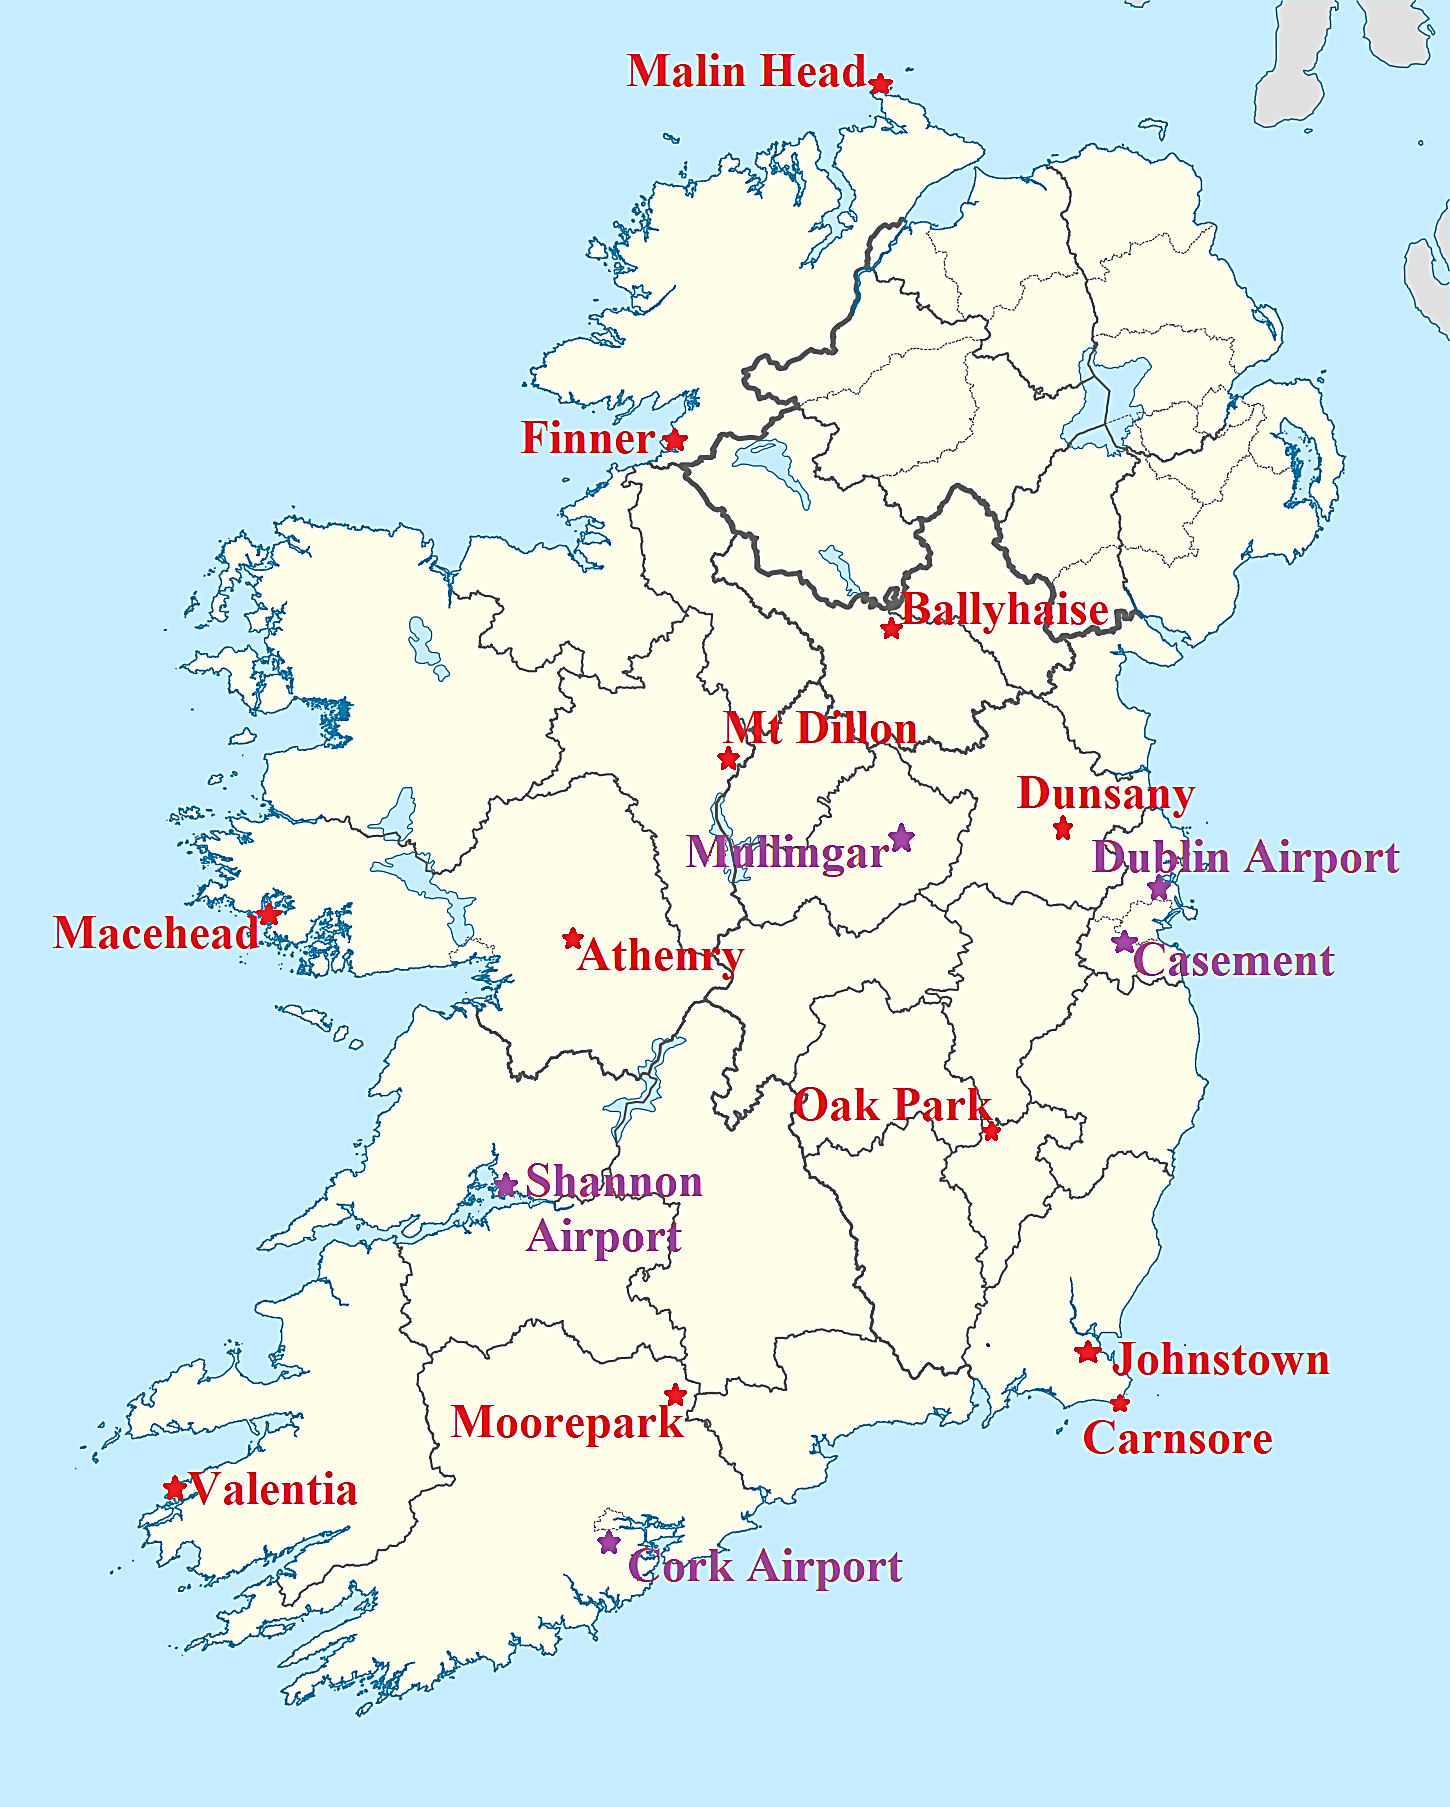 Malin Head
Finner
Ballyhaise
Mt Dillon
Dunsany
Mullingar
Dublin Airport
Macehead
Athenry
Casement
Oak Park
Shannon
Airport
Johnstown
Moorepark
Carnsore
Valentia
Cork Airport